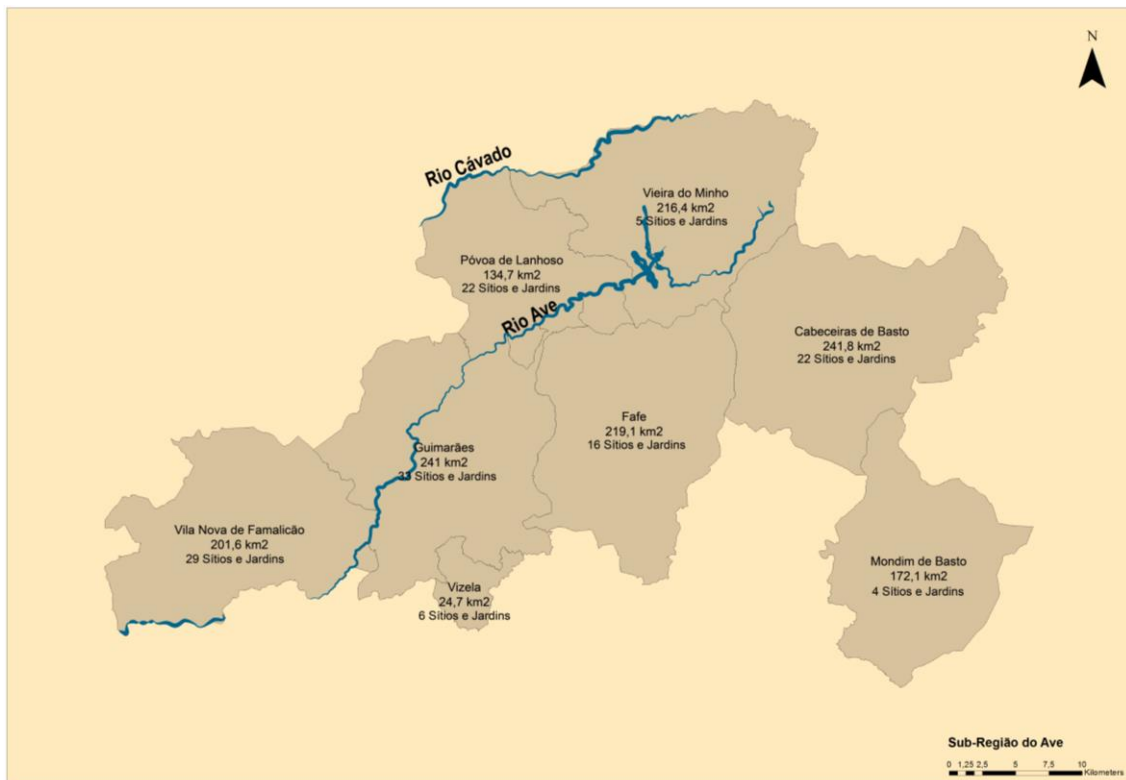 N
Rio Cávado
Vieira do Minho
216,4 km2
5 Sítios e Jardins
Póvoa de Lanhoso
134,7 km2
22 Sítios e Jardins
Rio Ave
Cabeceiras de Basto
241,8 km2
22 Sítios e Jardins
Fafe
219,1 km2
16 Sítios e Jardins
Guimarães
241 km2
33 Sítios e Jardins
Vila Nova de Famalicão
201,6 km2
29 Sítios e Jardins
Mondim de Basto
172,1 km2
4 Sítios e Jardins
Vizela
24,7 km2
6 Sítios e Jardins
Sub-Região do Ave
0 1,25 2,5 5 7,5 10
Kilometers